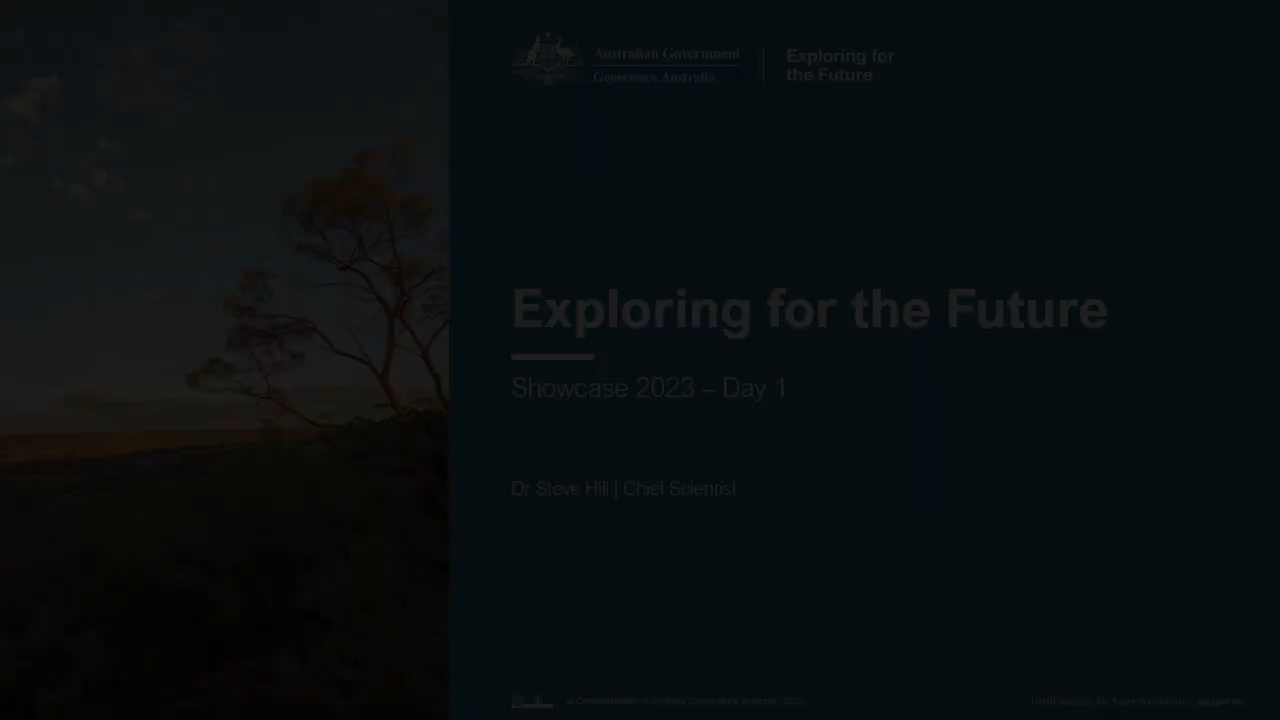 Australian Government
Geoscience Australia
Exploring for
the Future
Exploring for the Future
Showcase 2023 – Day 1
Dr Steve Hill | Chief Scientist